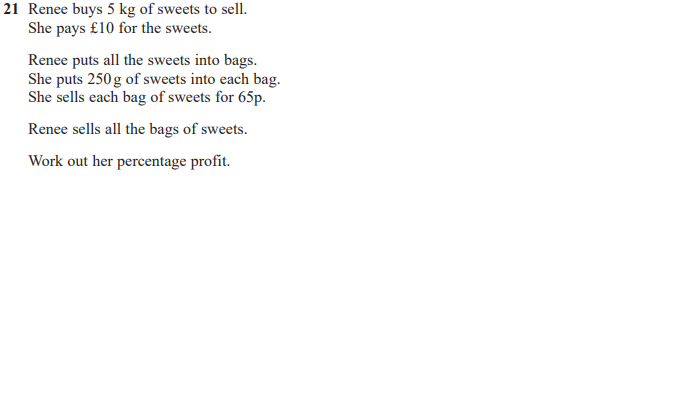 21 Renee buys 5 kg of sweets to sell.
She pays £10 for the sweets.
Renee puts all the sweets into bags.
She puts 250 g of sweets into each bag.
She sells each bag of sweets for 65p.
Renee sells all the bags of sweets.
Work out her percentage profit.